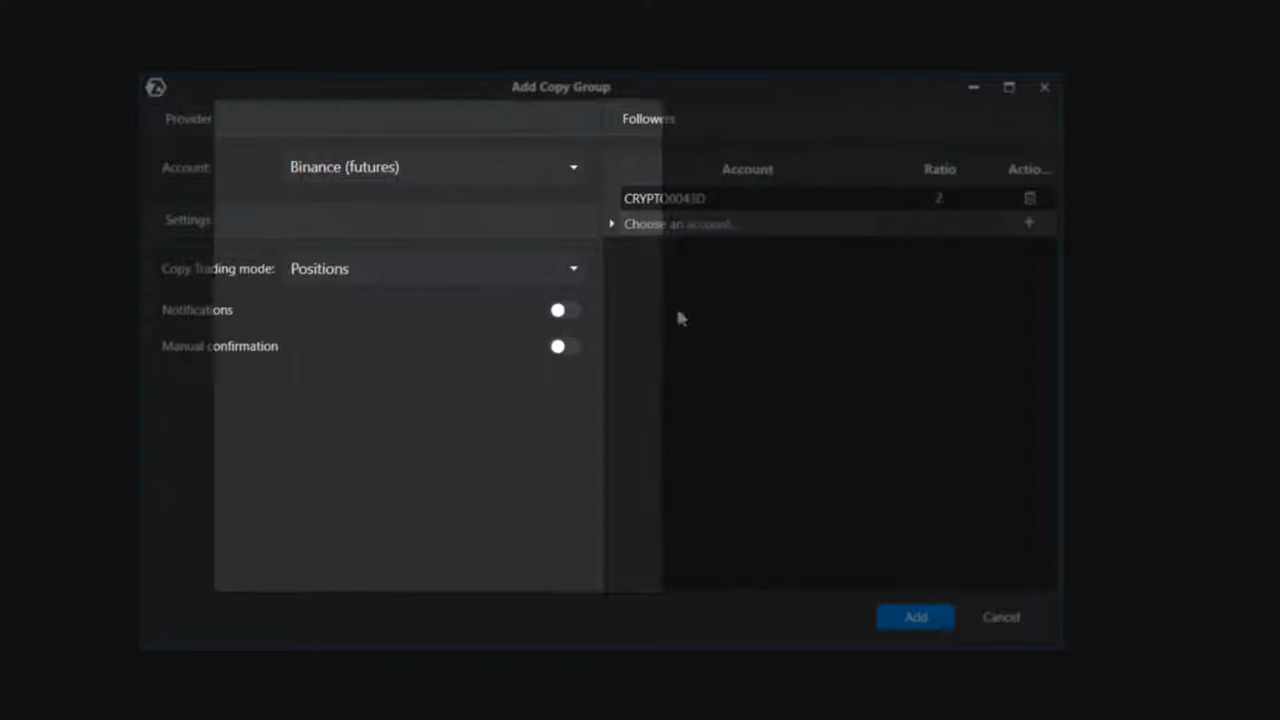 Add Copy Group
Provider
Account:
Binance (futures)
Settings
Copy Trading mode:
Positions
Notifications
Manual confirmation
Followers
Account
Ratio
Actio...
CRYPTO0043D
2
Choose an account...
Add
Cancel